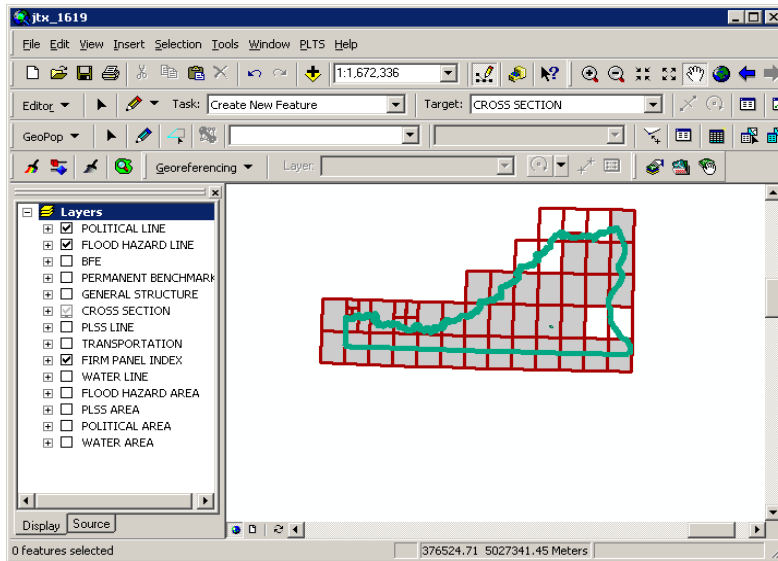 jtx_1619
File Edit View Insert Selection Tools Window PLTS Help
1:1,672,336
Editor Task: Create New Feature Target: CROSS SECTION
GeoPop
Georeferencing Layer:
Layers
POLITICAL LINE
FLOOD HAZARD LINE
BFE
PERMANENT BENCHMARK
GENERAL STRUCTURE
CROSS SECTION
PLSS LINE
TRANSPORTATION
FIRM PANEL INDEX
WATER LINE
FLOOD HAZARD AREA
PLSS AREA
POLITICAL AREA
WATER AREA
Display Source
0 features selected 376524.71 5027341.45 Meters